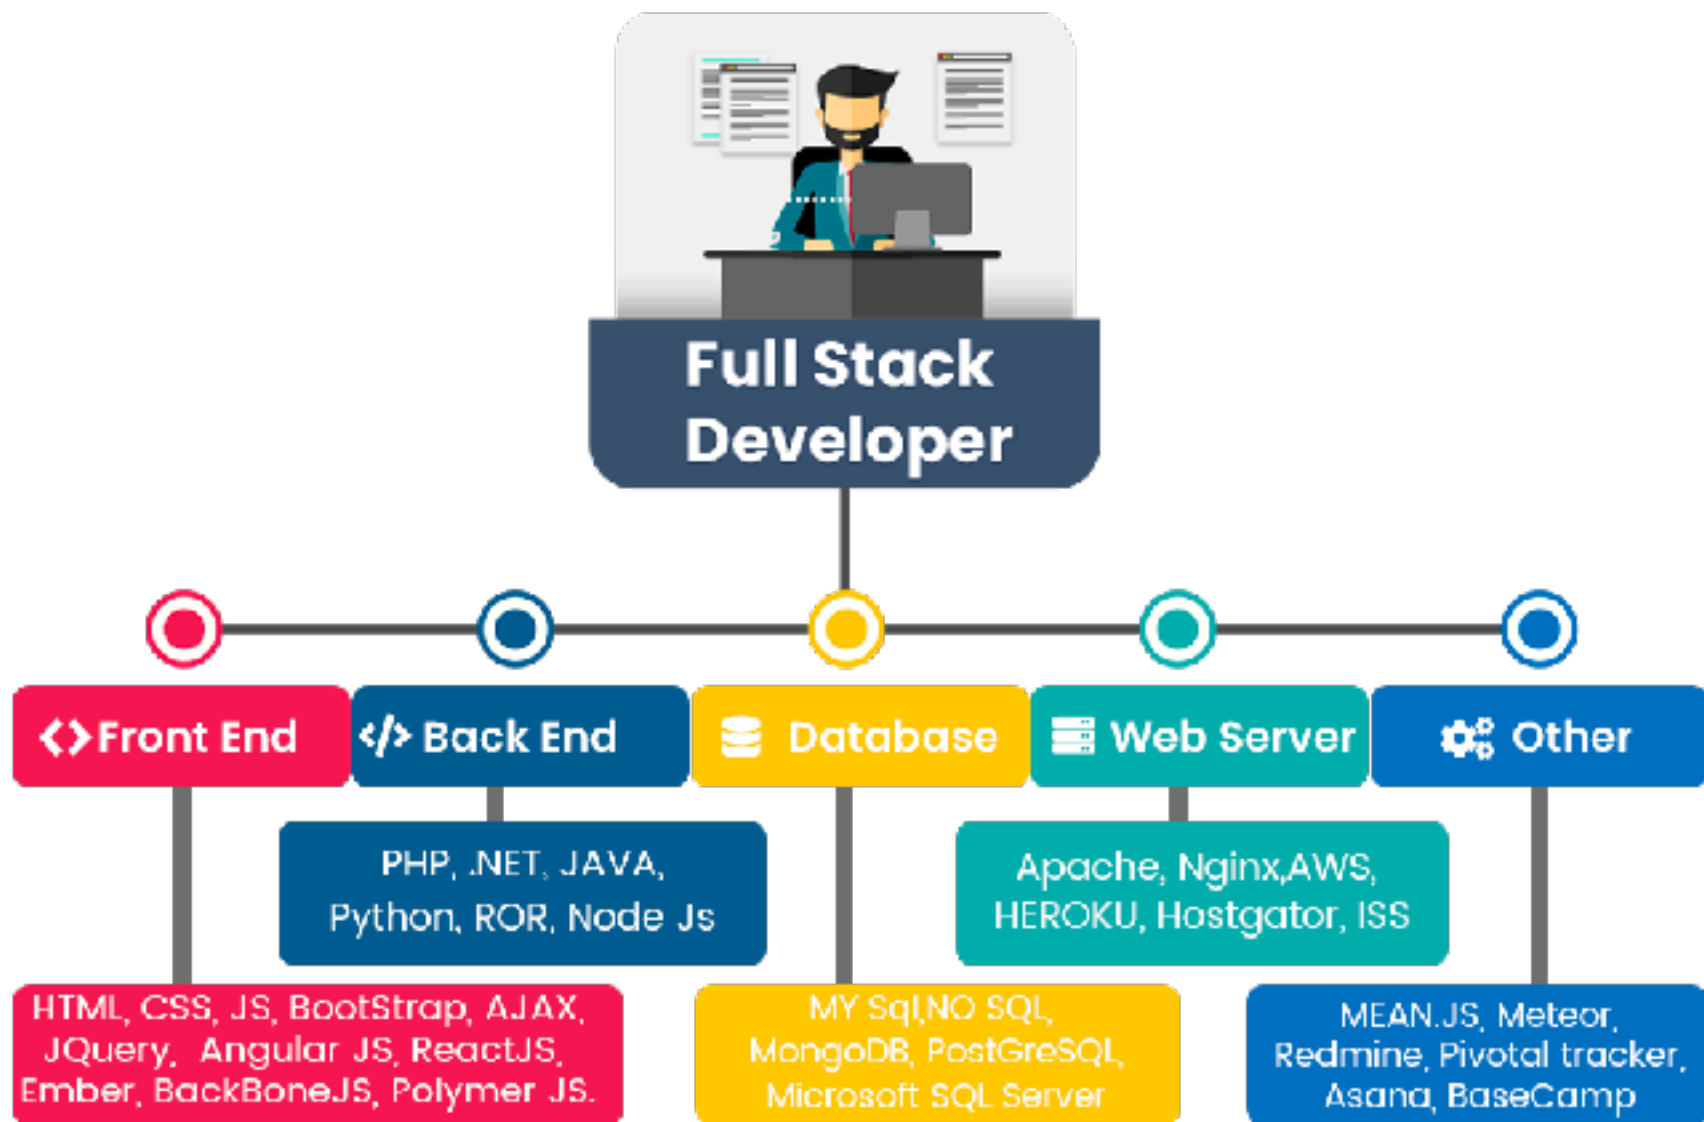 Full Stack
Developer
Front End
Back End
Database
Web Server
Other
PHP, .NET, JAVA,
Python, ROR, Node Js
Apache, Nginx,AWS,
HEROKU, Hostgator, ISS
HTML, CSS, JS, BootStrap, AJAX,
JQuery, Angular JS, ReactJS,
Ember, BackBoneJS, Polymer JS.
MY Sql,NO SQL,
MongoDB, PostGreSQL,
Microsoft SQL Server
MEAN.JS, Meteor,
Redmine, Pivotal tracker,
Asana, BaseCamp